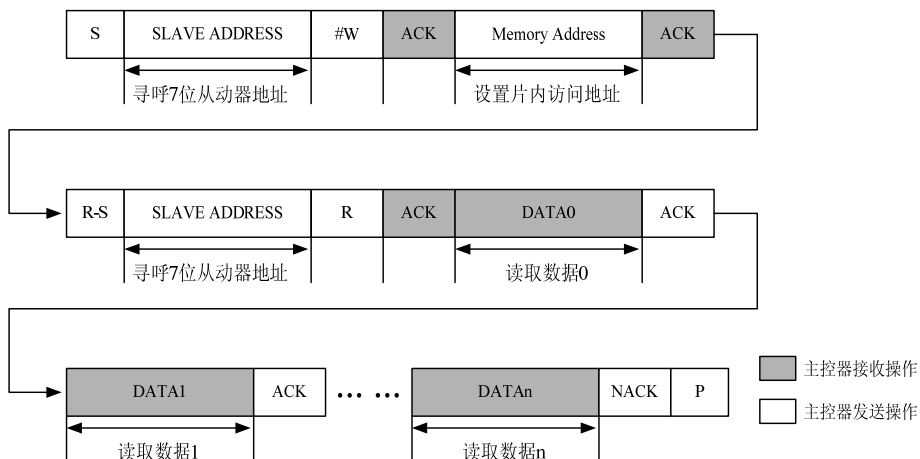 S SLAVE ADDRESS #W ACK Memory Address ACK
寻呼7位从动器地址 设置片内访问地址
R-S SLAVE ADDRESS R ACK DATA0 ACK
寻呼7位从动器地址 读取数据0
DATA1 ACK … … DATAn NACK P
读取数据1 读取数据n
主控器接收操作
主控器发送操作